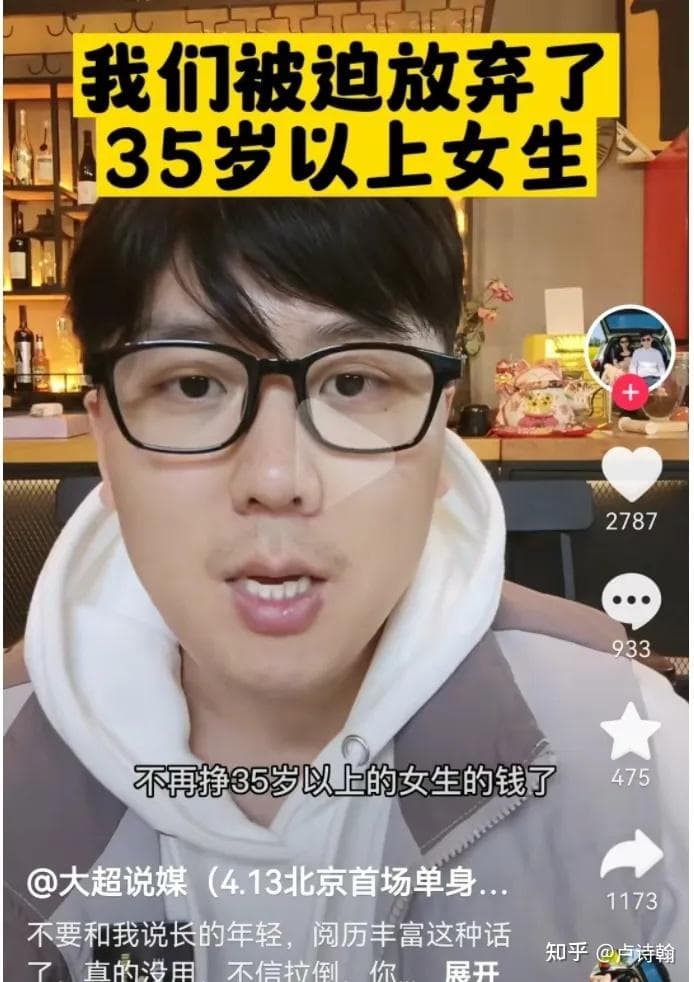 我们被迫放弃了
35岁以上女生
2787
933
475
不再挣35岁以上的女生的钱了
@大超说媒（4.13北京首场单身...
1173
不要和我说长的年轻，阅历丰富这种话
了，真的没用，不信拉倒，你... 展开
知乎 @卢诗翰